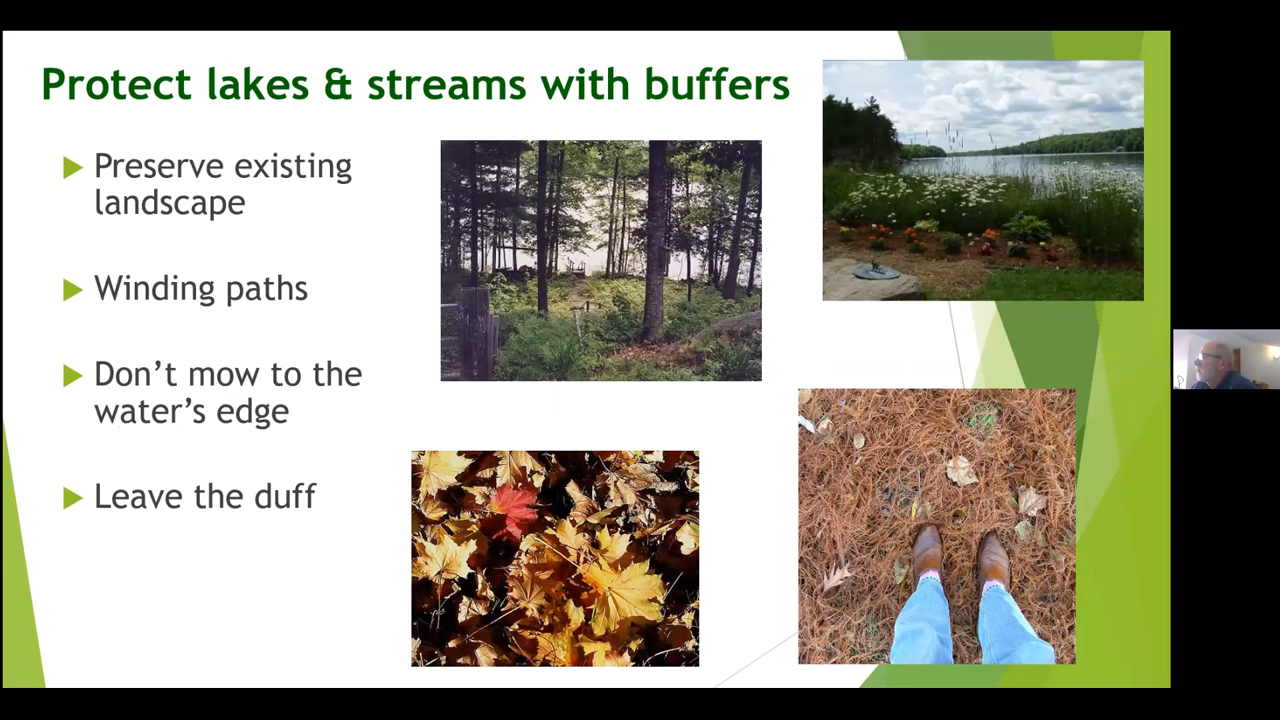 Protect lakes & streams with buffers
Preserve existing
landscape
Winding paths
Don’t mow to the
water’s edge
Leave the duff